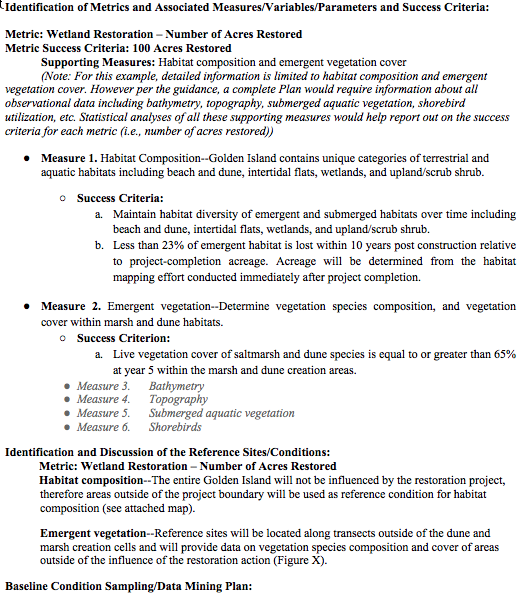 Identification of Metrics and Associated Measures/Variables/Parameters and Success Criteria:
Metric: Wetland Restoration – Number of Acres Restored
Metric Success Criteria: 100 Acres Restored
Supporting Measures: Habitat composition and emergent vegetation cover
(Note: For this example, detailed information is limited to habitat composition and emergent
vegetation cover. However per the guidance, a complete Plan would require information about all
observational data including bathymetry, topography, submerged aquatic vegetation, shorebird
utilization, etc. Statistical analyses of all these supporting measures would help report out on the success
criteria for each metric (i.e., number of acres restored))
• Measure 1. Habitat Composition--Golden Island contains unique categories of terrestrial and
aquatic habitats including beach and dune, intertidal flats, wetlands, and upland/scrub shrub.
o Success Criteria:
a. Maintain habitat diversity of emergent and submerged habitats over time including
beach and dune, intertidal flats, wetlands, and upland/scrub shrub.
b. Less than 23% of emergent habitat is lost within 10 years post construction relative
to project-completion acreage. Acreage will be determined from the habitat
mapping effort conducted immediately after project completion.
• Measure 2. Emergent vegetation--Determine vegetation species composition, and vegetation
cover within marsh and dune habitats.
o Success Criterion:
a. Live vegetation cover of saltmarsh and dune species is equal to or greater than 65%
at year 5 within the marsh and dune creation areas.
• Measure 3. Bathymetry
• Measure 4. Topography
• Measure 5. Submerged aquatic vegetation
• Measure 6. Shorebirds
Identification and Discussion of the Reference Sites/Conditions:
Metric: Wetland Restoration – Number of Acres Restored
Habitat composition--The entire Golden Island will not be influenced by the restoration project,
therefore areas outside of the project boundary will be used as reference condition for habitat
composition (see attached map).
Emergent vegetation--Reference sites will be located along transects outside of the dune and
marsh creation cells and will provide data on vegetation species composition and cover of areas
outside of the influence of the restoration action (Figure X).
Baseline Condition Sampling/Data Mining Plan: